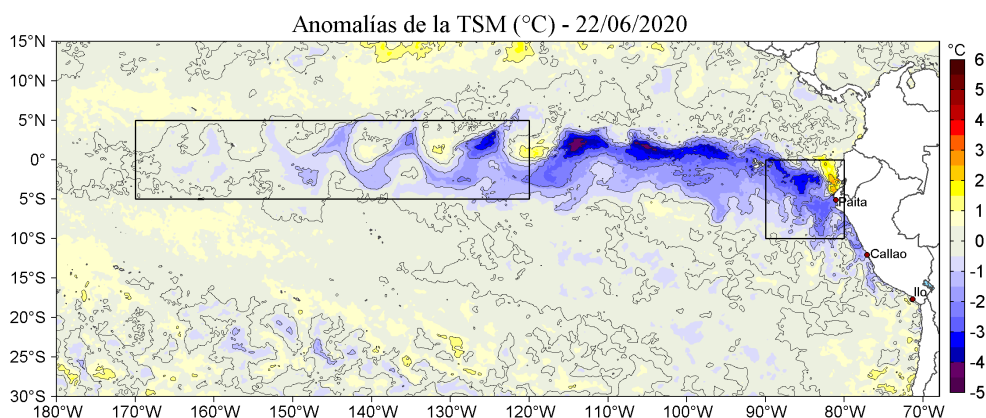 Anomalías de la TSM (°C) - 22/06/2020
15°N
10°N
5°N
0°
5°S
10°S
15°S
20°S
25°S
30°S
180°W
170°W
160°W
150°W
140°W
130°W
120°W
110°W
100°W
90°W
80°W
70°W
Paita
Callao
Ilo
°C
6
5
4
3
2
1
0
-1
-2
-3
-4
-5